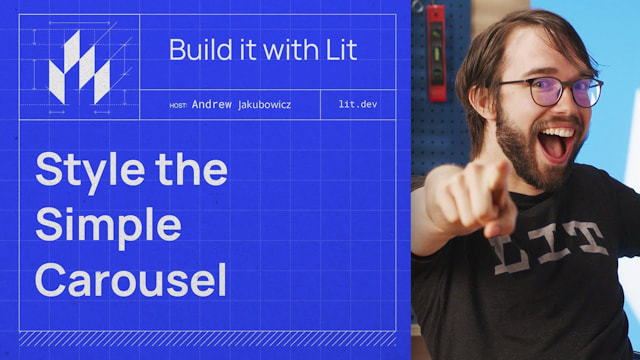 Build it with Lit
HOST: Andrew Jakubowicz
lit.dev
Style the
Simple
Carousel
LIT